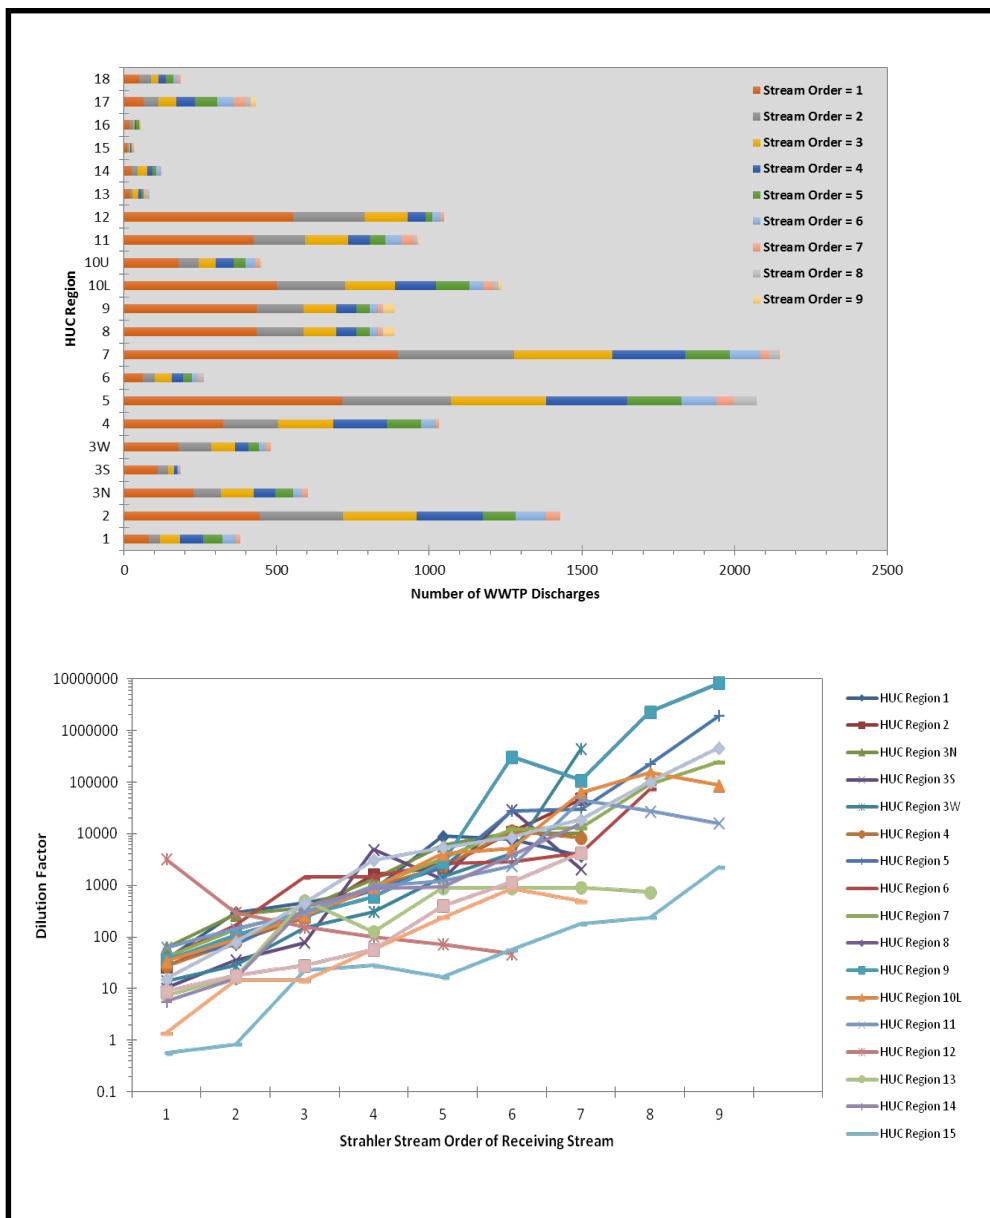 18
17
16
15
14
13
12
11
10U
10L
9
8
7
6
5
4
3W
3S
3N
2
1
HUC Region
Stream Order = 1
Stream Order = 2
Stream Order = 3
Stream Order = 4
Stream Order = 5
Stream Order = 6
Stream Order = 7
Stream Order = 8
Stream Order = 9
0 500 1000 1500 2000 2500
Number of WWTP Discharges
10000000
1000000
100000
10000
1000
100
10
1
0.1
Dilution Factor
1 2 3 4 5 6 7 8 9
Strahler Stream Order of Receiving Stream
HUC Region 1
HUC Region 2
HUC Region 3N
HUC Region 3S
HUC Region 3W
HUC Region 4
HUC Region 5
HUC Region 6
HUC Region 7
HUC Region 8
HUC Region 9
HUC Region 10L
HUC Region 11
HUC Region 12
HUC Region 13
HUC Region 14
HUC Region 15